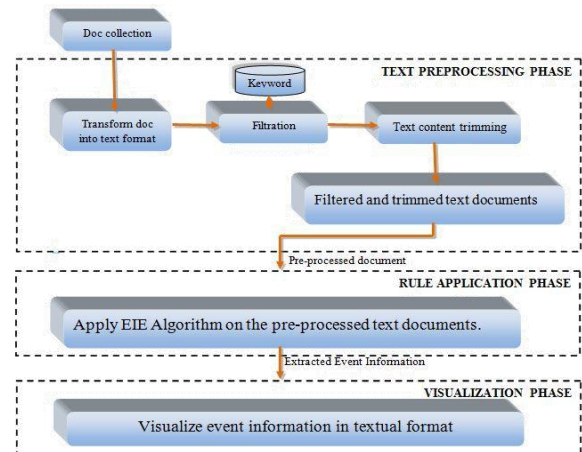 Doc collection
TEXT PREPROCESSING PHASE
Keyword
Transform doc
into text format
Filtration
Text content trimming
Filtered and trimmed text documents
Pre-processed document
RULE APPLICATION PHASE
Apply EIE Algorithm on the pre-processed text documents.
Extracted Event Information
VISUALIZATION PHASE
Visualize event information in textual format